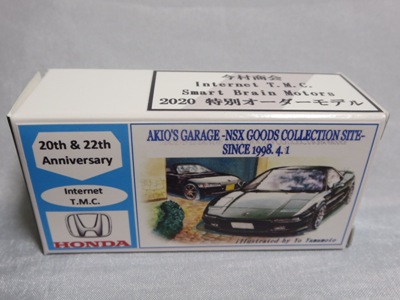 今村商会
Internet T.M.C.
Smart Brain Motors
2020 特別オーダーモデル
20th & 22th
Anniversary
Internet
T.M.C.
HONDA
AKIO'S GARAGE -NSX GOODS COLLECTION SITE-
SINCE 1998. 4. 1
illustrated by Yo Yamamoto